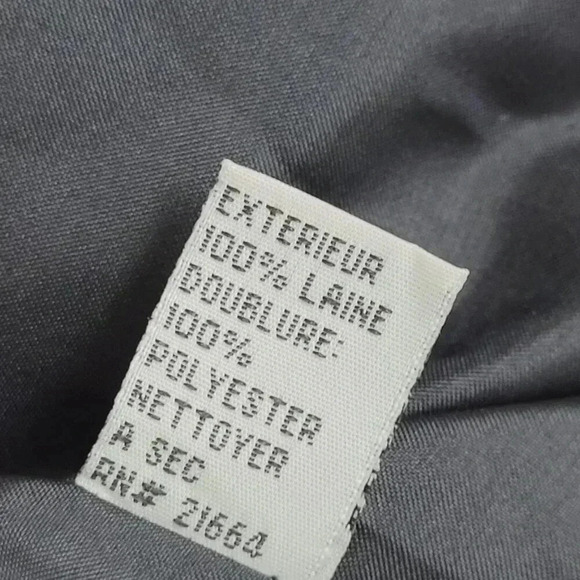 EXTERIEUR
100% LAINE
DOUBLURE:
100%
POLYESTER
NETTOYER
A SEC
RN# 21664